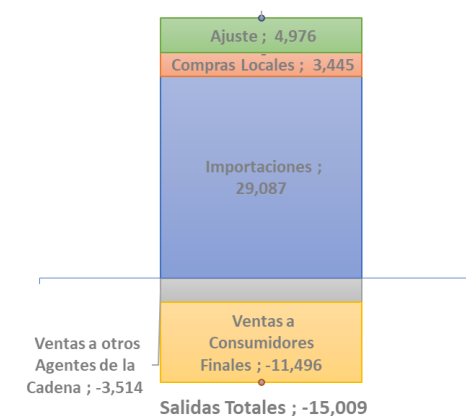 Ajuste ; 4,976
Compras Locales ; 3,445
Importaciones ;
29,087
Ventas a
Consumidores
Finales ; -11,496
Ventas a otros
Agentes de la
Cadena ; -3,514
Salidas Totales ; -15,009